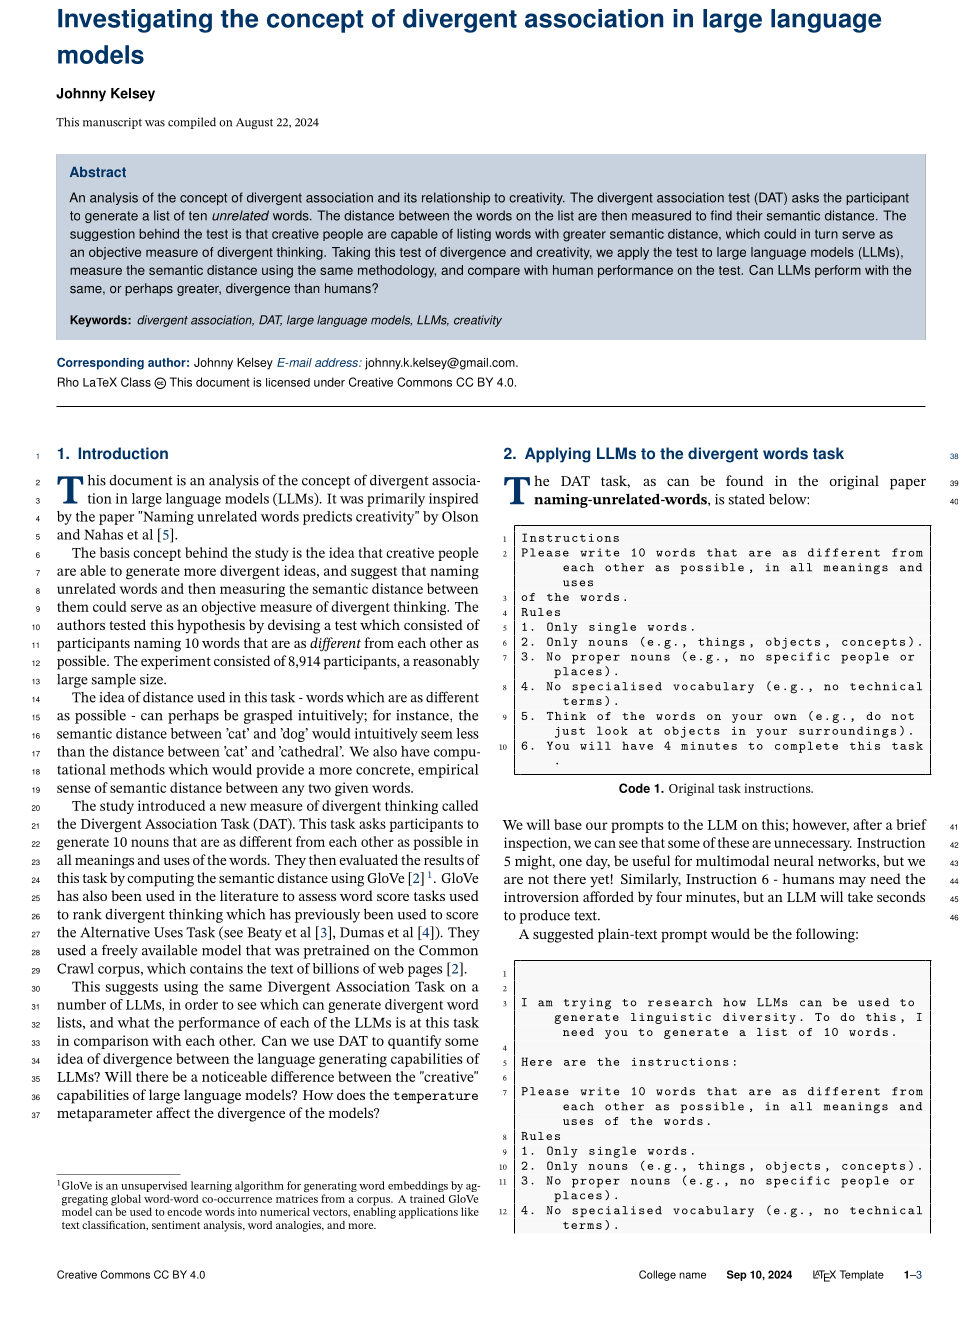 Investigating the concept of divergent association in large language
models
Johnny Kelsey
This manuscript was compiled on August 22, 2024
Abstract
An analysis of the concept of divergent association and its relationship to creativity. The divergent association test (DAT) asks the participant
to generate a list of ten unrelated words. The distance between the words on the list are then measured to find their semantic distance. The
suggestion behind the test is that creative people are capable of listing words with greater semantic distance, which could in turn serve as
an objective measure of divergent thinking. Taking this test of divergence and creativity, we apply the test to large language models (LLMs),
measure the semantic distance using the same methodology, and compare with human performance on the test. Can LLMs perform with the
same, or perhaps greater, divergence than humans?
Keywords: divergent association, DAT, large language models, LLMs, creativity
Corresponding author: Johnny Kelsey E-mail address: johnny.k.kelsey@gmail.com.
Rho LaTeX Class cc This document is licensed under Creative Commons CC BY 4.0.
1 1. Introduction
2 This document is an analysis of the concept of divergent associa-
3 tion in large language models (LLMs). It was primarily inspired
4 by the paper "Naming unrelated words predicts creativity" by Olson
5 and Nahas et al [5].
6 The basis concept behind the study is the idea that creative people
7 are able to generate more divergent ideas, and suggest that naming
8 unrelated words and then measuring the semantic distance between
9 them could serve as an objective measure of divergent thinking. The
10 authors tested this hypothesis by devising a test which consisted of
11 participants naming 10 words that are as different from each other as
12 possible. The experiment consisted of 8,914 participants, a reasonably
13 large sample size.
14 The idea of distance used in this task - words which are as different
15 as possible - can perhaps be grasped intuitively; for instance, the
16 semantic distance between 'cat' and 'dog' would intuitively seem less
17 than the distance between 'cat' and 'cathedral'. We also have compu-
18 tational methods which would provide a more concrete, empirical
19 sense of semantic distance between any two given words.
20 The study introduced a new measure of divergent thinking called
21 the Divergent Association Task (DAT). This task asks participants to
22 generate 10 nouns that are as different from each other as possible in
23 all meanings and uses of the words. They then evaluated the results of
24 this task by computing the semantic distance using GloVe [2] 1. GloVe
25 has also been used in the literature to assess word score tasks used
26 to rank divergent thinking which has previously been used to score
27 the Alternative Uses Task (see Beaty et al [3], Dumas et al [4]). They
28 used a freely available model that was pretrained on the Common
29 Crawl corpus, which contains the text of billions of web pages [2].
30 This suggests using the same Divergent Association Task on a
31 number of LLMs, in order to see which can generate divergent word
32 lists, and what the performance of each of the LLMs is at this task
33 in comparison with each other. Can we use DAT to quantify some
34 idea of divergence between the language generating capabilities of
35 LLMs? Will there be a noticeable difference between the "creative"
36 capabilities of large language models? How does the temperature
37 metaparameter affect the divergence of the models?
1GloVe is an unsupervised learning algorithm for generating word embeddings by ag-
gregating global word-word co-occurrence matrices from a corpus. A trained GloVe
model can be used to encode words into numerical vectors, enabling applications like
text classification, sentiment analysis, word analogies, and more.
2. Applying LLMs to the divergent words task 38
The DAT task, as can be found in the original paper 39
naming-unrelated-words, is stated below: 40
1 Instructions
2 Please write 10 words that are as different from
each other as possible, in all meanings and
uses
3 of the words.
4 Rules
5 1. Only single words.
6 2. Only nouns (e.g., things, objects, concepts).
7 3. No proper nouns (e.g., no specific people or
places).
8 4. No specialised vocabulary (e.g., no technical
terms).
9 5. Think of the words on your own (e.g., do not
just look at objects in your surroundings).
10 6. You will have 4 minutes to complete this task
.
Code 1. Original task instructions.
We will base our prompts to the LLM on this; however, after a brief 41
inspection, we can see that some of these are unnecessary. Instruction 42
5 might, one day, be useful for multimodal neural networks, but we 43
are not there yet! Similarly, Instruction 6 - humans may need the 44
introversion afforded by four minutes, but an LLM will take seconds 45
to produce text. 46
A suggested plain-text prompt would be the following:
1
2
3 I am trying to research how LLMs can be used to
generate linguistic diversity. To do this, I
need you to generate a list of 10 words.
4
5 Here are the instructions:
6
7 Please write 10 words that are as different from
each other as possible, in all meanings and
uses of the words.
8 Rules
9 1. Only single words.
10 2. Only nouns (e.g., things, objects, concepts).
11 3. No proper nouns (e.g., no specific people or
places).
12 4. No specialised vocabulary (e.g., no technical
terms).
Creative Commons CC BY 4.0 College name Sep 10, 2024 LATEX Template 1–3